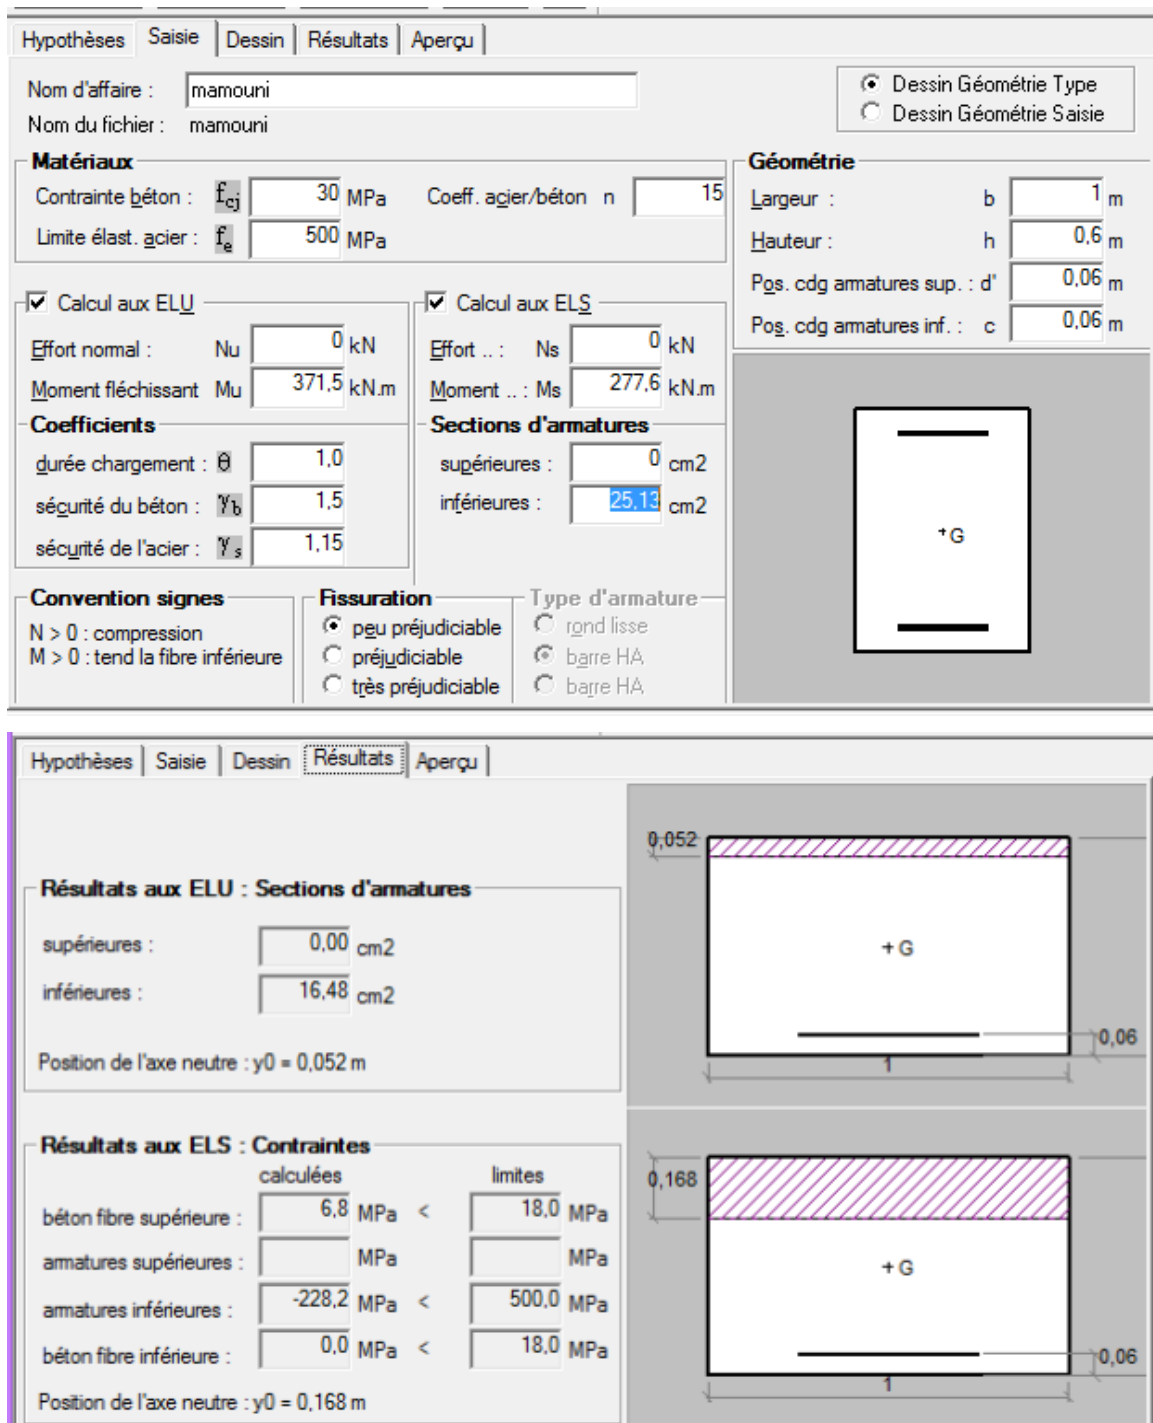 Hypothèses Saisie Dessin Résultats Aperçu
Nom d'affaire : mamouni
Nom du fichier : mamouni
Dessin Géométrie Type
Dessin Géométrie Saisie
Matériaux
Contrainte béton : fcj 30 MPa Coeff. acier/béton n 15
Limite élast. acier : fe 500 MPa
Géométrie
Largeur : b 1 m
Hauteur : h 0,6 m
Pos. cdg armatures sup. : d' 0,06 m
Pos. cdg armatures inf. : c 0,06 m
Calcul aux ELU
Effort normal : Nu 0 kN
Moment fléchissant Mu 371,5 kN.m
Calcul aux ELS
Effort .. : Ns 0 kN
Moment .. : Ms 277,6 kN.m
Coefficients
durée chargement : θ 1,0
sécurité du béton : γb 1,5
sécurité de l'acier : γs 1,15
Sections d'armatures
supérieures : 0 cm2
inférieures : 25,13 cm2
+G
Convention signes
N > 0 : compression
M > 0 : tend la fibre inférieure
Fissuration
peu préjudiciable
préjudiciable
très préjudiciable
Type d'armature
rond lisse
barre HA
barre HA
Hypothèses Saisie Dessin Résultats Aperçu
Résultats aux ELU : Sections d'armatures
supérieures : 0,00 cm2
inférieures : 16,48 cm2
Position de l'axe neutre : y0 = 0,052 m
0,052
+ G
0,06
1
Résultats aux ELS : Contraintes
calculées limites
béton fibre supérieure : 6,8 MPa < 18,0 MPa
armatures supérieures : MPa MPa
armatures inférieures : -228,2 MPa < 500,0 MPa
béton fibre inférieure : 0,0 MPa < 18,0 MPa
Position de l'axe neutre : y0 = 0,168 m
0,168
+ G
0,06
1